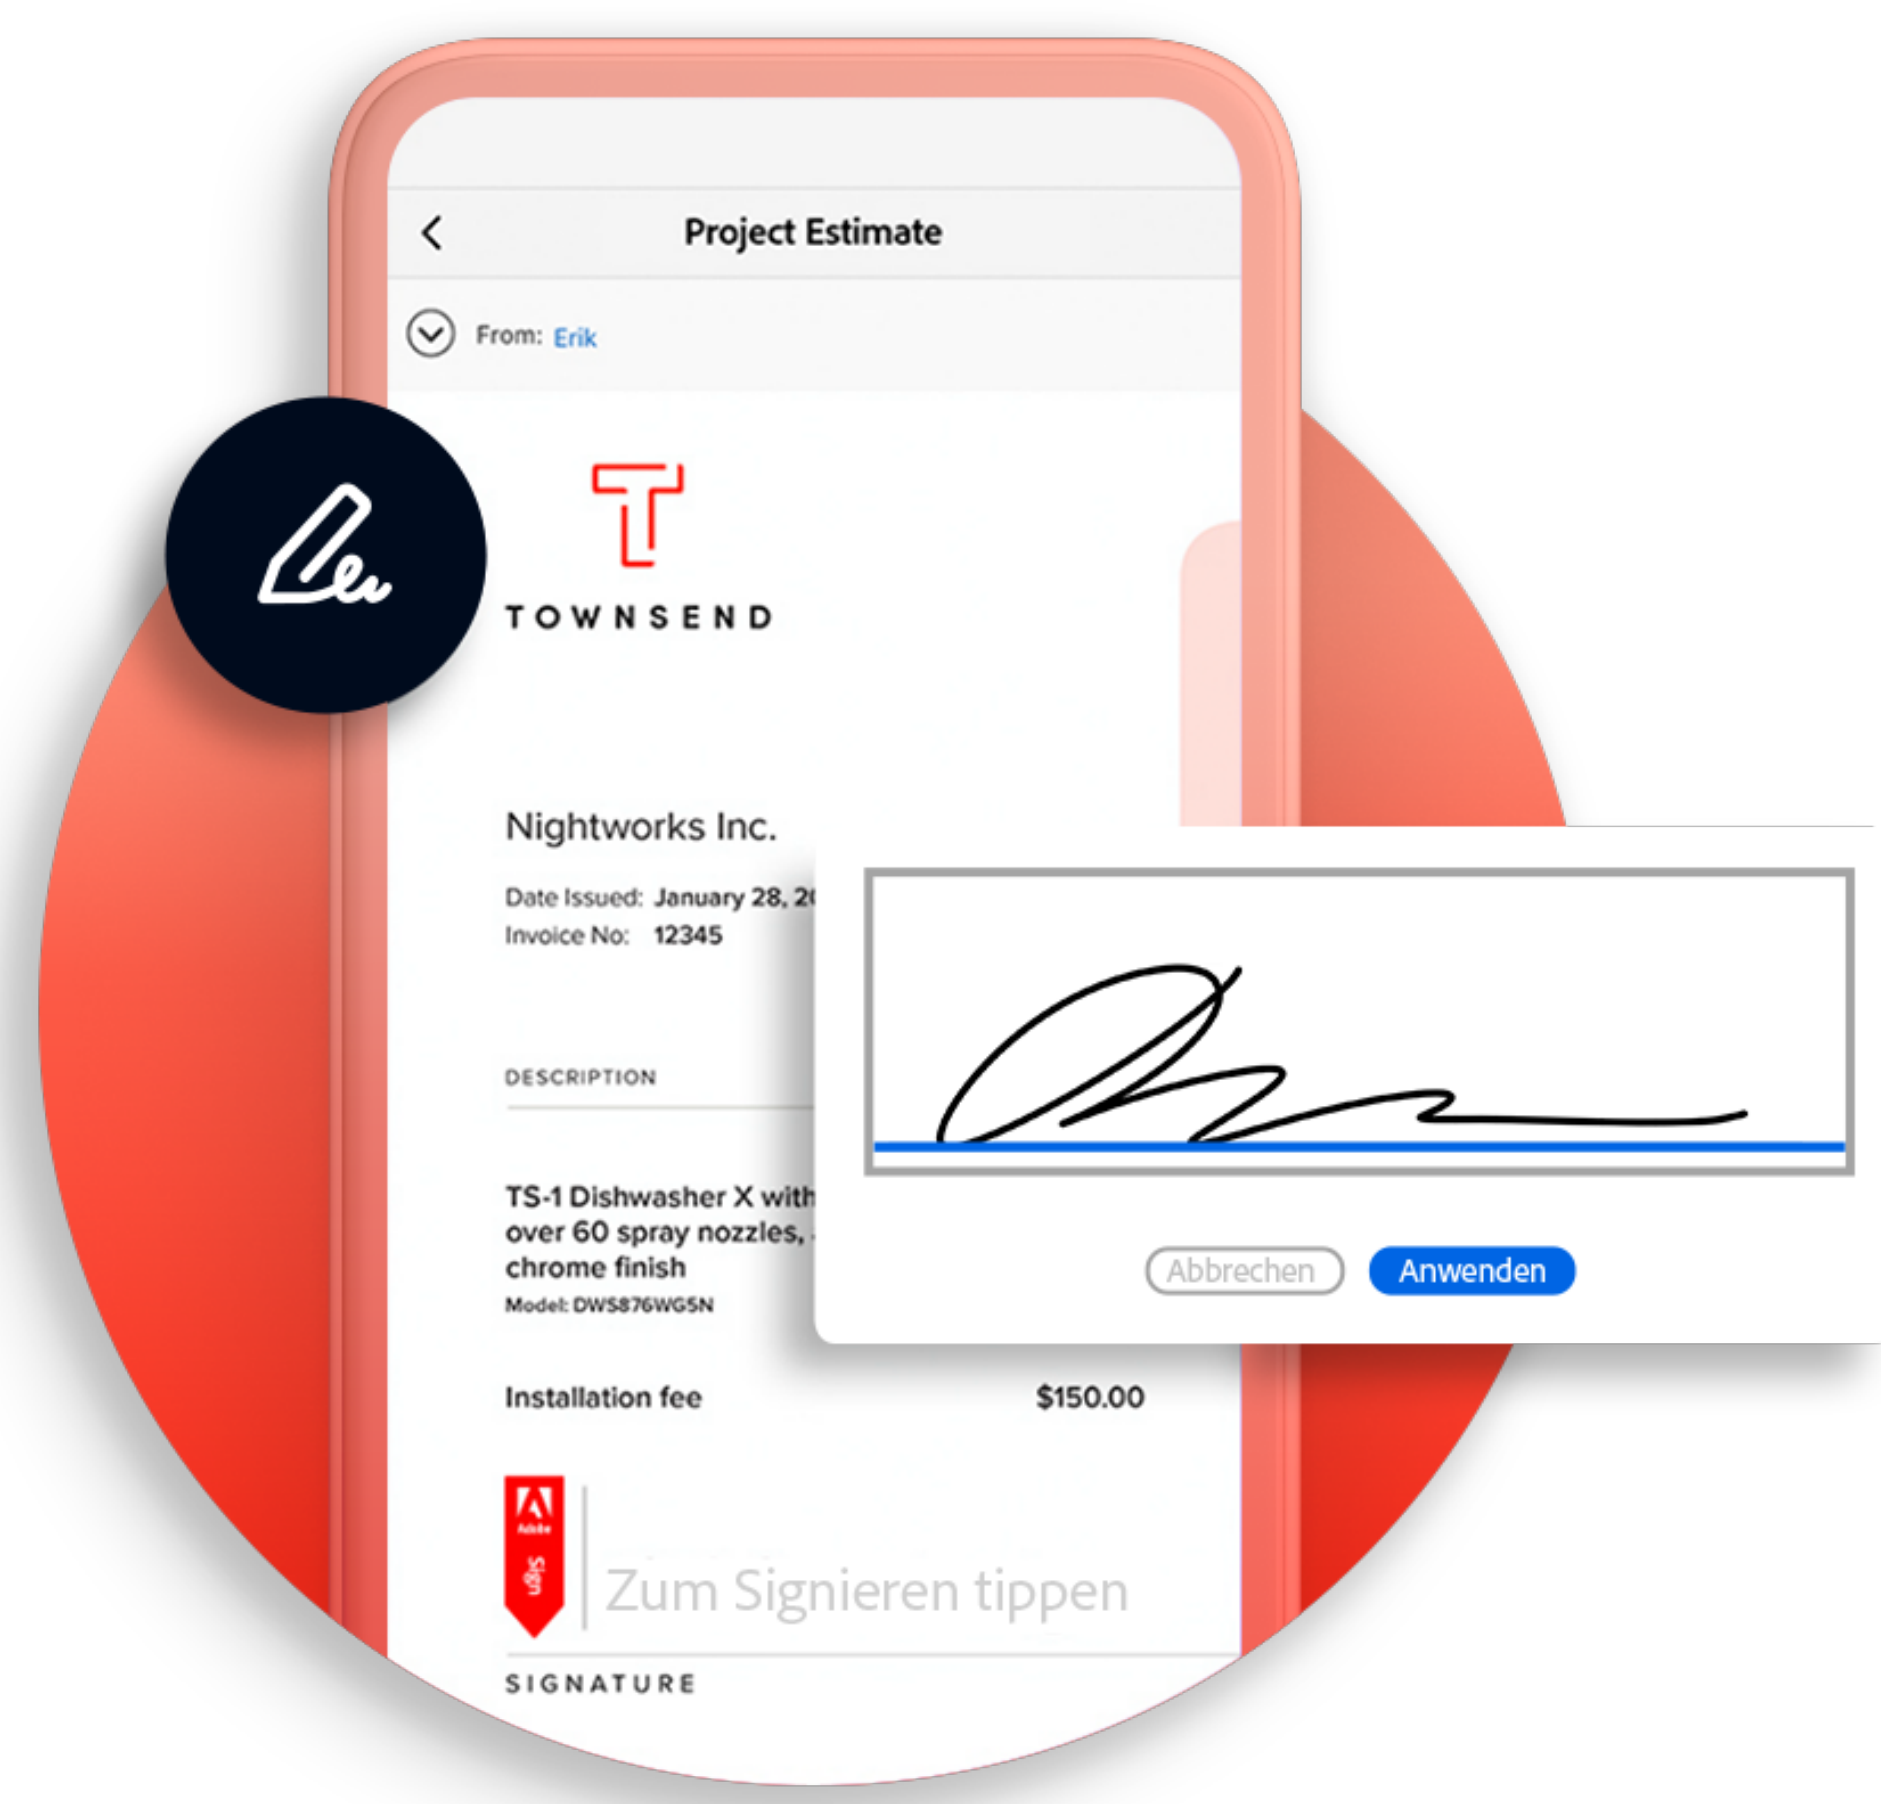 Project Estimate
From: Erik
TOWNSEND
Nightworks Inc.
Date Issued: January 28,
Invoice No: 12345
DESCRIPTION
TS-1 Dishwasher X with
over 60 spray nozzles,
chrome finish
Model: DWS876WG5N
Abbrechen Anwenden
Installation fee $150.00
Adobe
Sign
Zum Signieren tippen
SIGNATURE